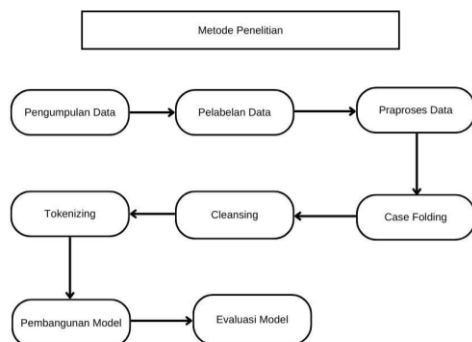 Metode Penelitian
Pengumpulan Data
Pelabelan Data
Praproses Data
Case Folding
Cleansing
Tokenizing
Pembangunan Model
Evaluasi Model